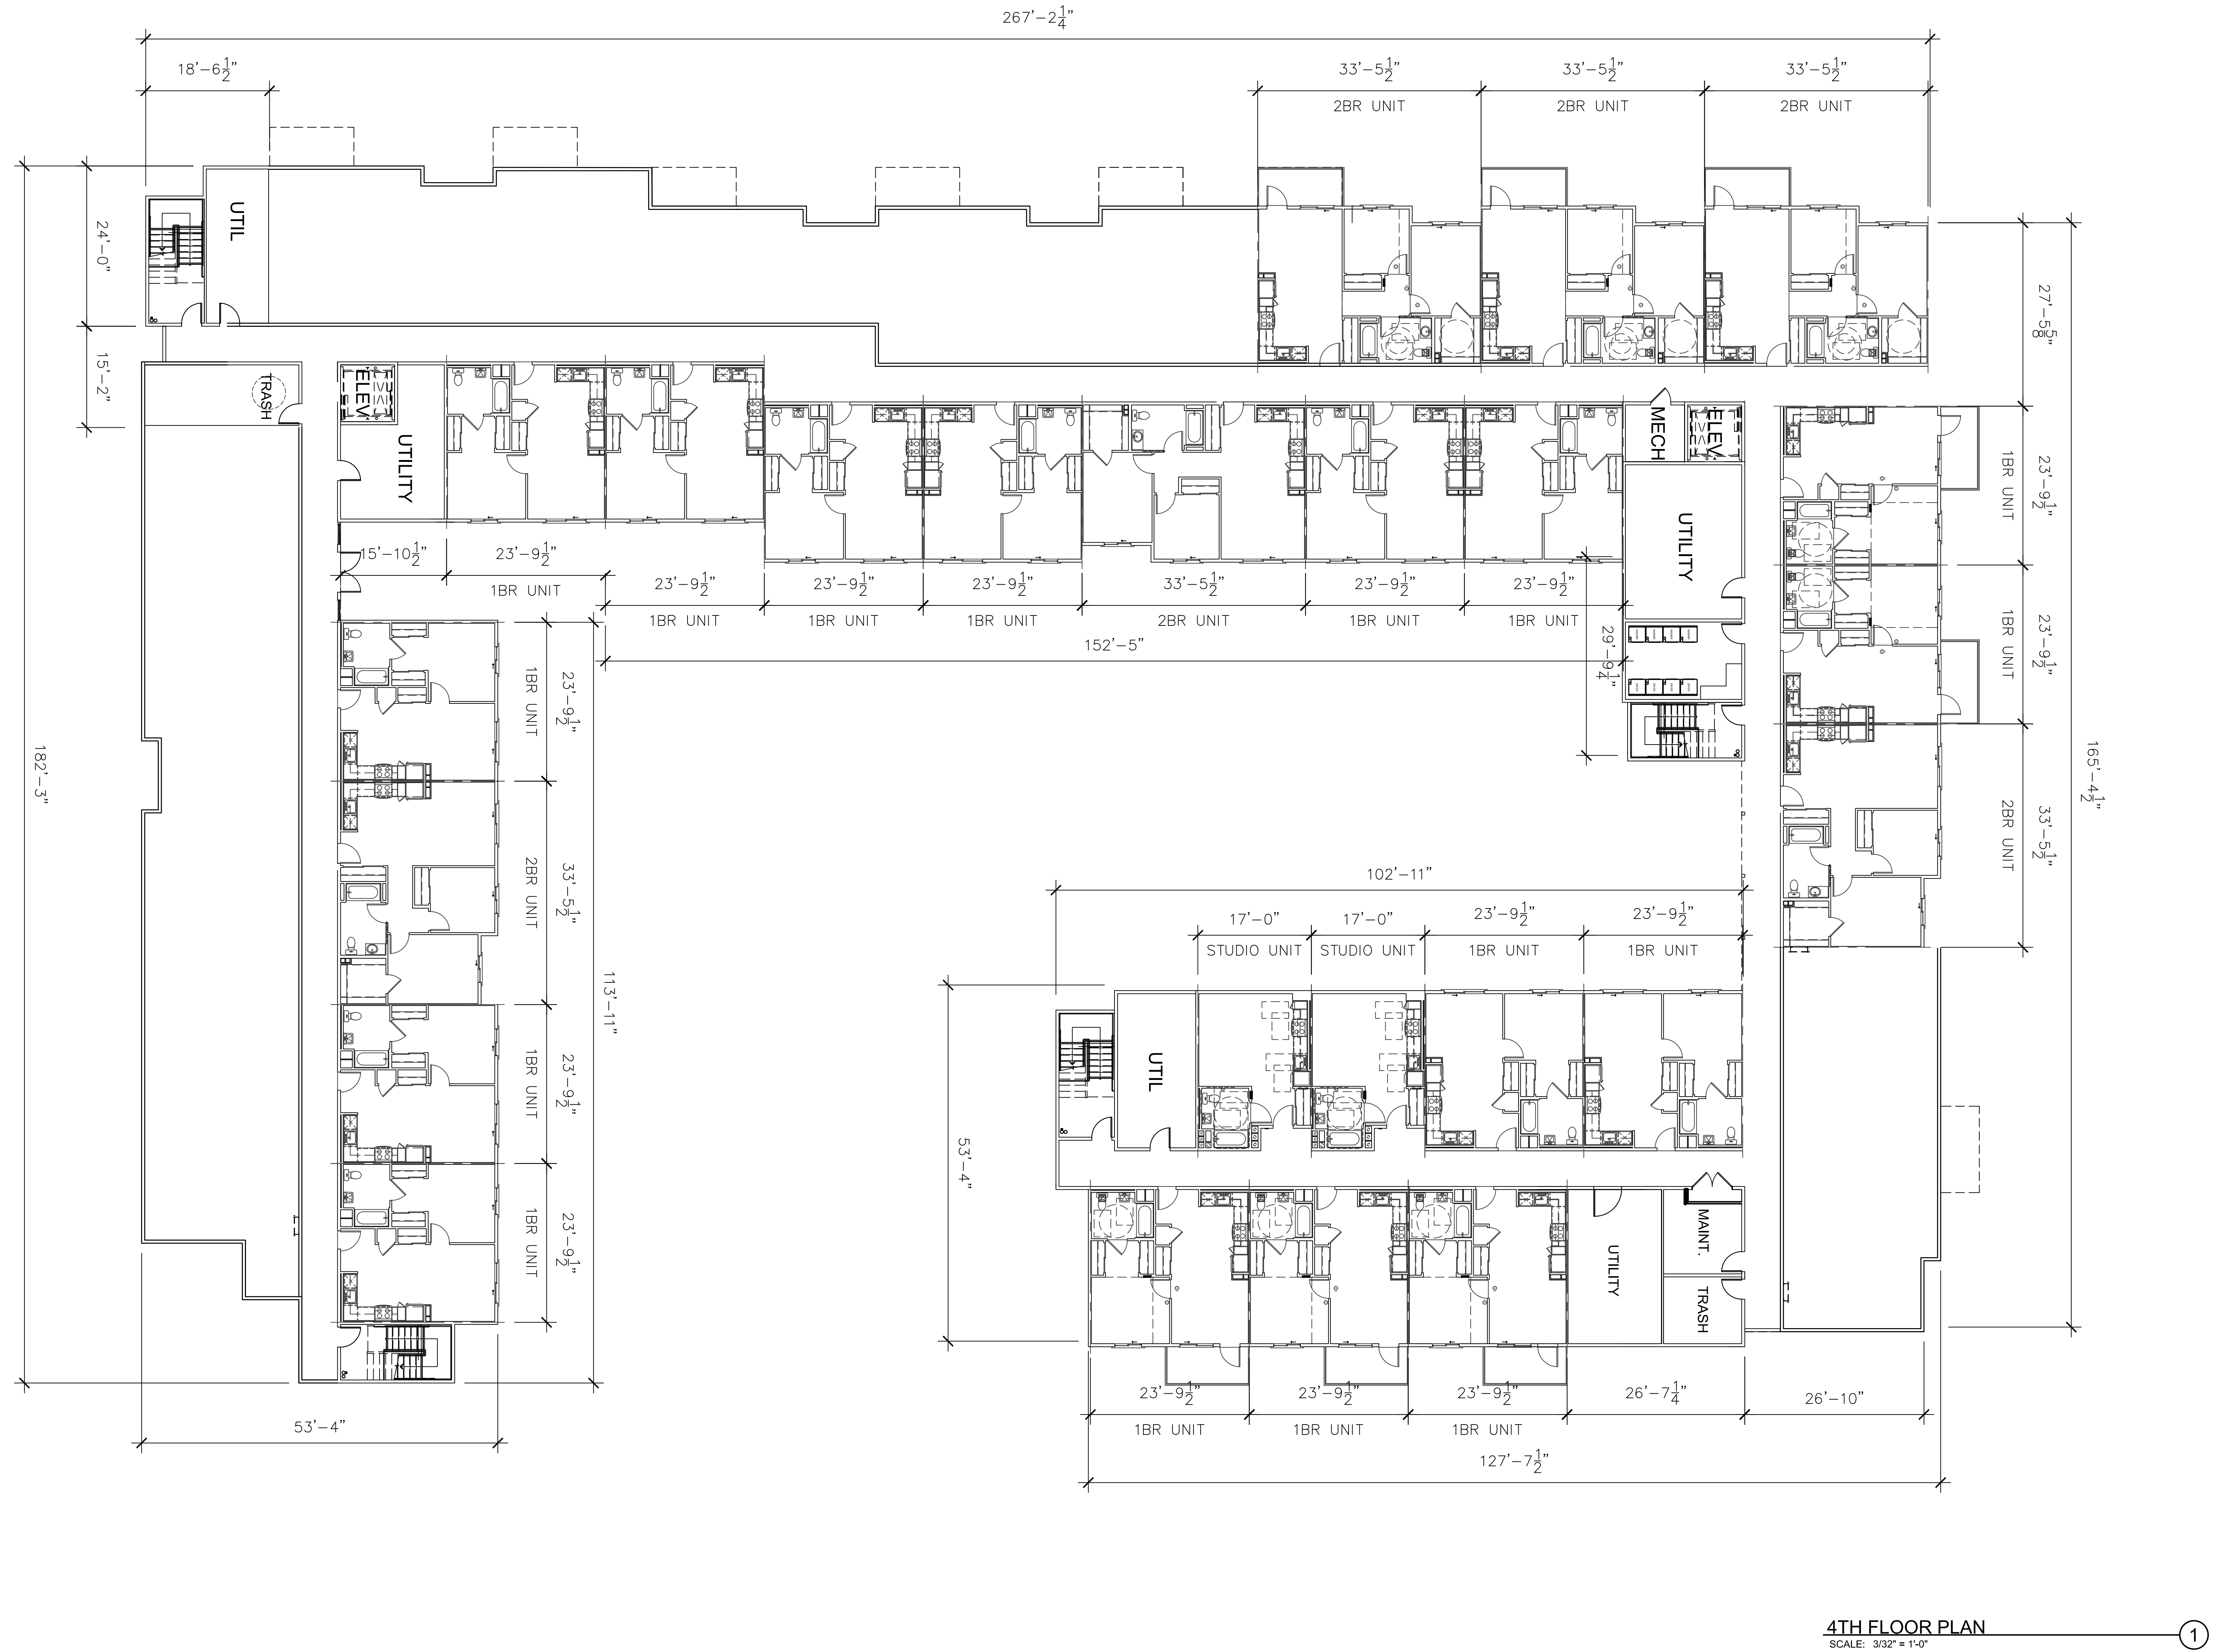 267'-2 1/4"
18'-6 1/2"
33'-5 1/2"
33'-5 1/2"
33'-5 1/2"
2BR UNIT
2BR UNIT
2BR UNIT
24'-0"
UTIL
27'-5 5/8"
15'-2"
TRASH
ELEV
UTILITY
MECH
ELEV
UTILITY
1BR UNIT
23'-9 1/2"
15'-10 1/2"
23'-9 1/2"
1BR UNIT
23'-9 1/2"
23'-9 1/2"
23'-9 1/2"
33'-5 1/2"
23'-9 1/2"
23'-9 1/2"
1BR UNIT
1BR UNIT
1BR UNIT
2BR UNIT
1BR UNIT
1BR UNIT
152'-5"
29'-9 1/4"
1BR UNIT
23'-9 1/2"
1BR UNIT
23'-9 1/2"
182'-3"
165'-4 1/2"
2BR UNIT
33'-5 1/2"
2BR UNIT
33'-5 1/2"
102'-11"
17'-0"
17'-0"
23'-9 1/2"
23'-9 1/2"
STUDIO UNIT
STUDIO UNIT
1BR UNIT
1BR UNIT
113'-11"
UTIL
1BR UNIT
23'-9 1/2"
53'-4"
1BR UNIT
23'-9 1/2"
MAINT.
UTILITY
TRASH
23'-9 1/2"
23'-9 1/2"
23'-9 1/2"
26'-7 1/4"
26'-10"
1BR UNIT
1BR UNIT
1BR UNIT
53'-4"
127'-7 1/2"
4TH FLOOR PLAN
SCALE: 3/32" = 1'-0"
1